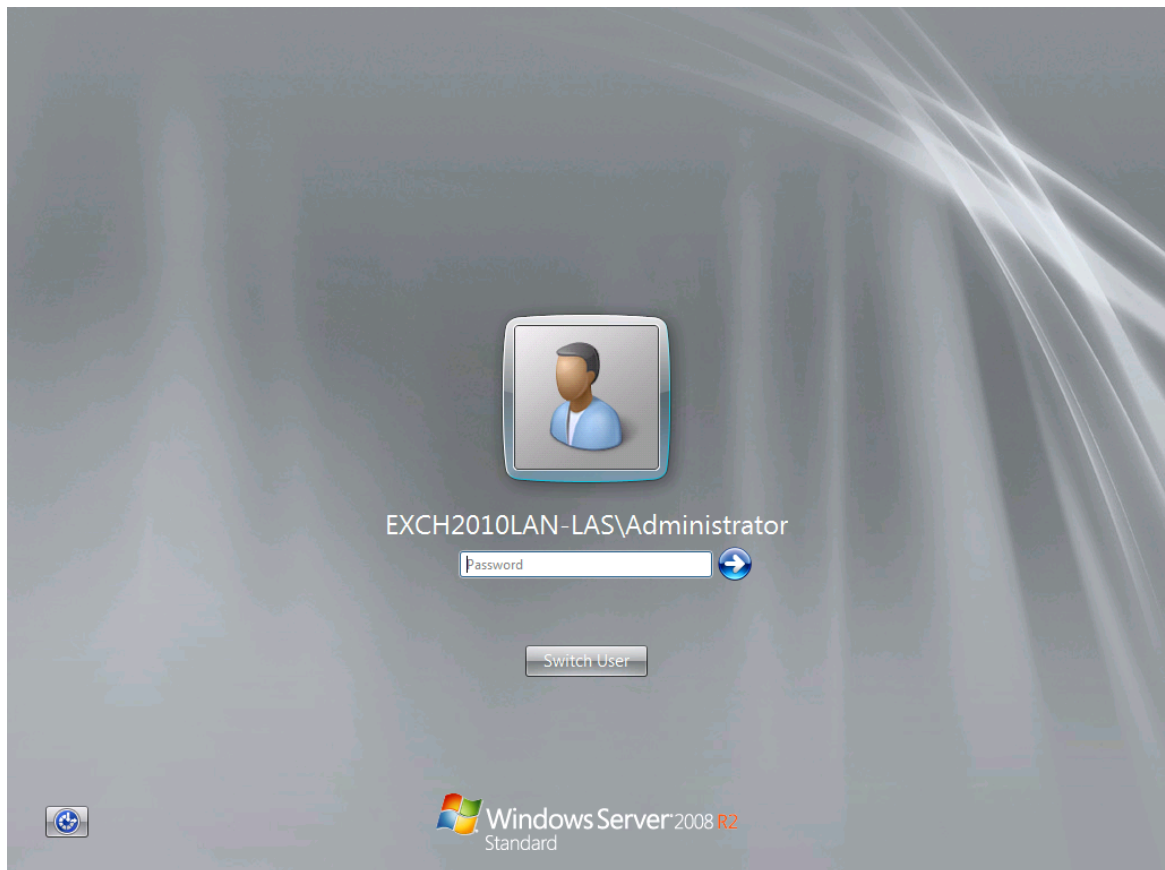 EXCH2010LAN-LAS\Administrator
Password
Switch User
Windows Server 2008 R2
Standard